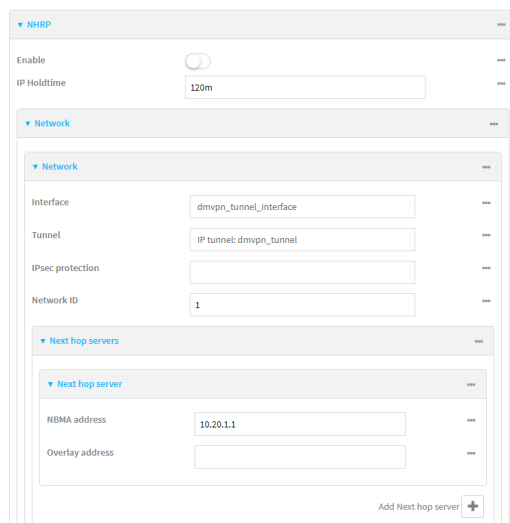 NHRP
Enable
IP Holdtime 120m
Network
Network
Interface dmvpn_tunnel_interface
Tunnel IP tunnel: dmvpn_tunnel
IPsec protection
Network ID 1
Next hop servers
Next hop server
NBMA address 10.20.1.1
Overlay address
Add Next hop server